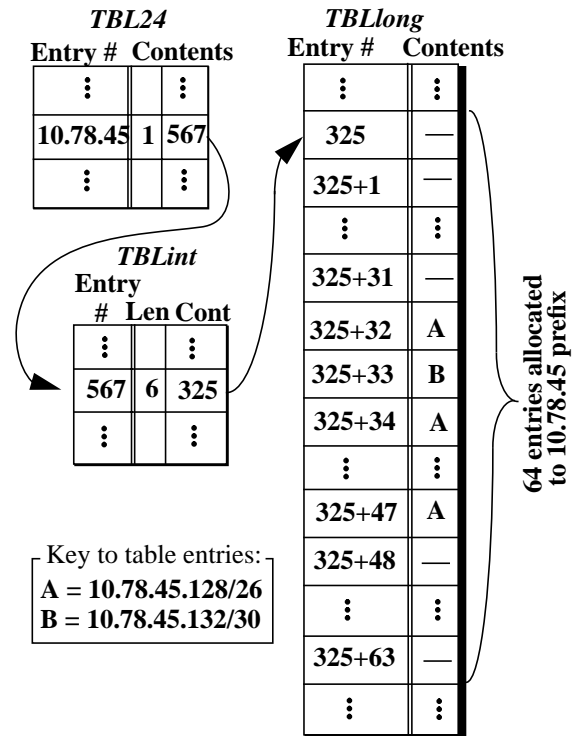 TBL24
Entry # Contents
10.78.45 1 567
TBLint
Entry
# Len Cont
567 6 325
Key to table entries:
A = 10.78.45.128/26
B = 10.78.45.132/30
TBLlong
Entry # Contents
325 —
325+1 —
325+31 —
325+32 A
325+33 B
325+34 A
325+47 A
325+48 —
325+63 —
64 entries allocated
to 10.78.45 prefix